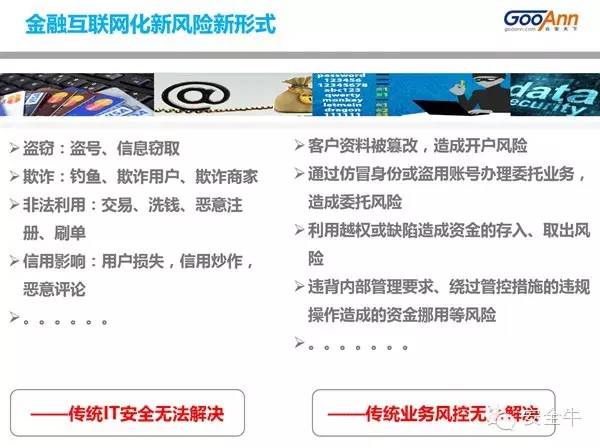 金融互联网化新风险新形式
GooAnn
gooann.com 谷安天下
password
123456
12345678
abc123
qwerty
monkey
letmein
dragon
111111
data
security
盗窃：盗号、信息窃取
欺诈：钓鱼、欺诈用户、欺诈商家
非法利用：交易、洗钱、恶意注
册、刷单
信用影响：用户损失，信用炒作，
恶意评论
。。。。。。
——传统IT安全无法解决
客户资料被篡改，造成开户风险
通过仿冒身份或盗用账号办理委托业务，
造成委托风险
利用越权或缺陷造成资金的存入、取出风
险
违背内部管理要求、绕过管控措施的违规
操作造成的资金挪用等风险
。。。。。。。
——传统业务风控无 解决
安全牛